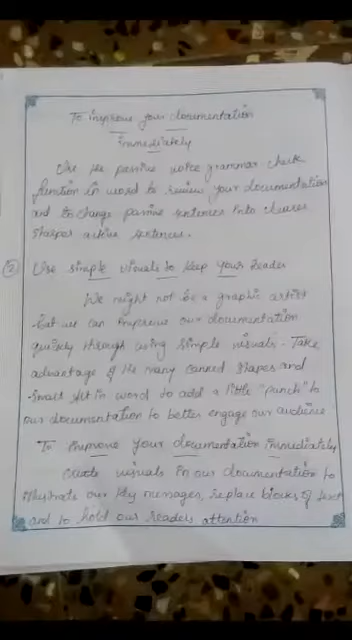 To improve your documentation
immediately
Use the passive voice grammar check
function in word to review your documentation
and to change passive sentences into clearer
sharper active sentences.
② Use simple visuals to keep your reader
We might not be a graphic artist
but we can improve our documentation
quickly through using simple visuals. Take
advantage of the many canned shapes and
smart art in word to add a little "punch" to
our documentation to better engage our audience
To improve your documentation immediately
create visuals in our documentation to
illustrate our key messages, replace blocks of text
and to hold our readers attention